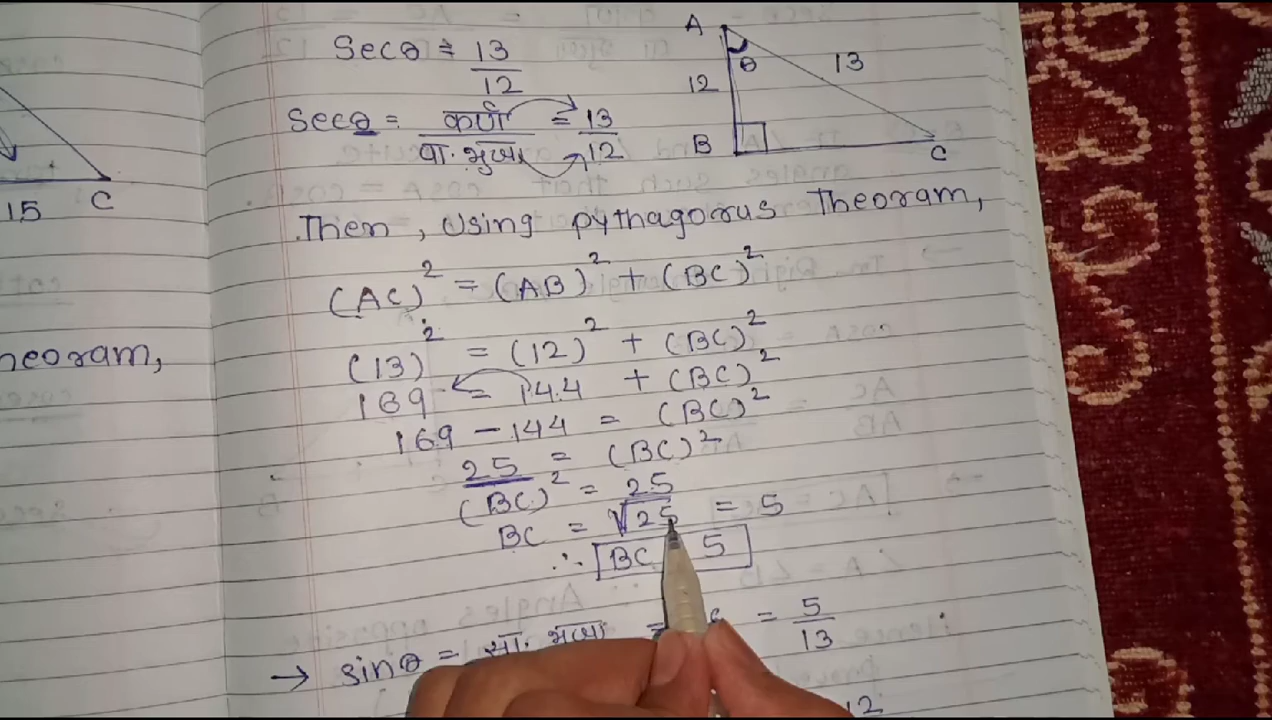 Secθ = 13/12
A
θ
12
13
B
C
Secθ = कर्ण/पा. भुजा = 13/12
15 C
Then, Using pythagorus Theoram,
(AC)² = (AB)² + (BC)²
(13)² = (12)² + (BC)²
heoram,
169 = 144 + (BC)²
169 - 144 = (BC)²
25 = (BC)²
(BC)² = 25
BC = √25 = 5
∴ BC 5
→ sinθ = सा. भुजा = 5/13
12